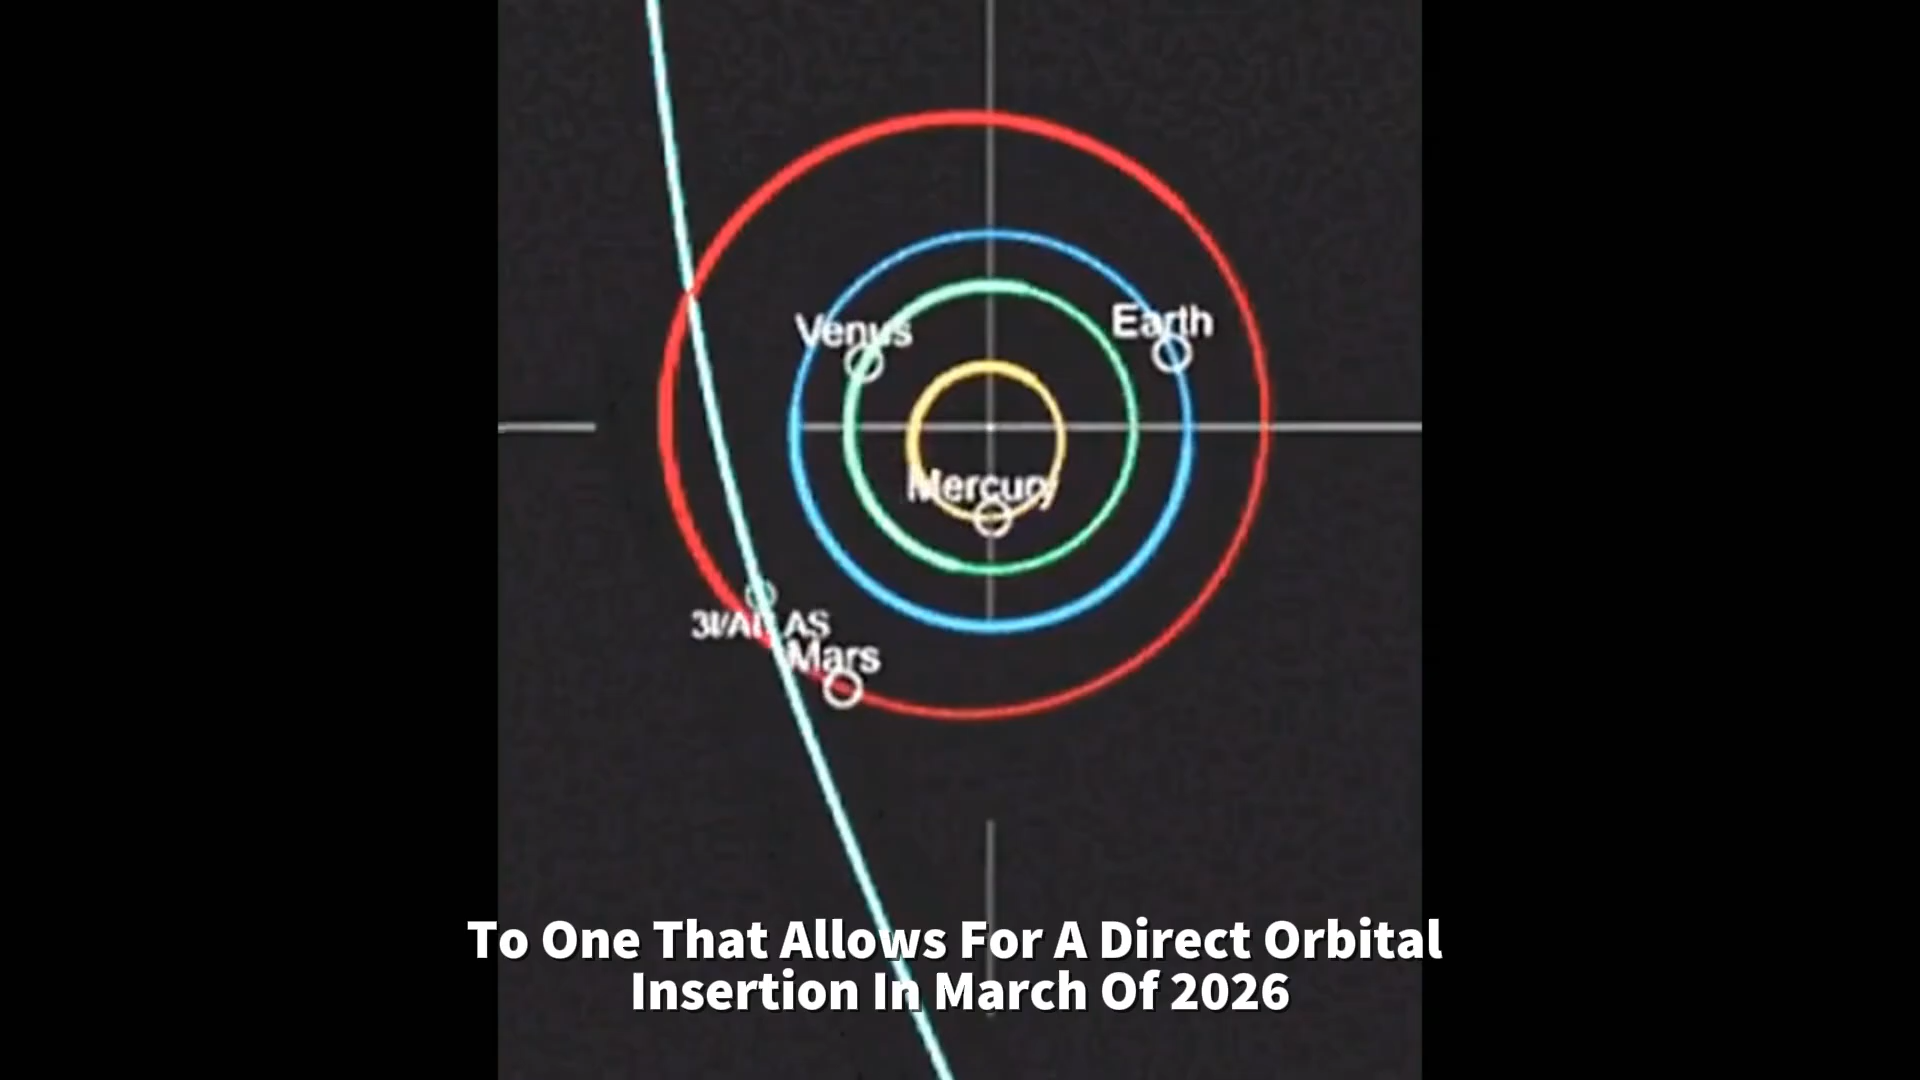 Venus
Earth
Mercury
3I/ATLAS
Mars
To One That Allows For A Direct Orbital
Insertion In March Of 2026